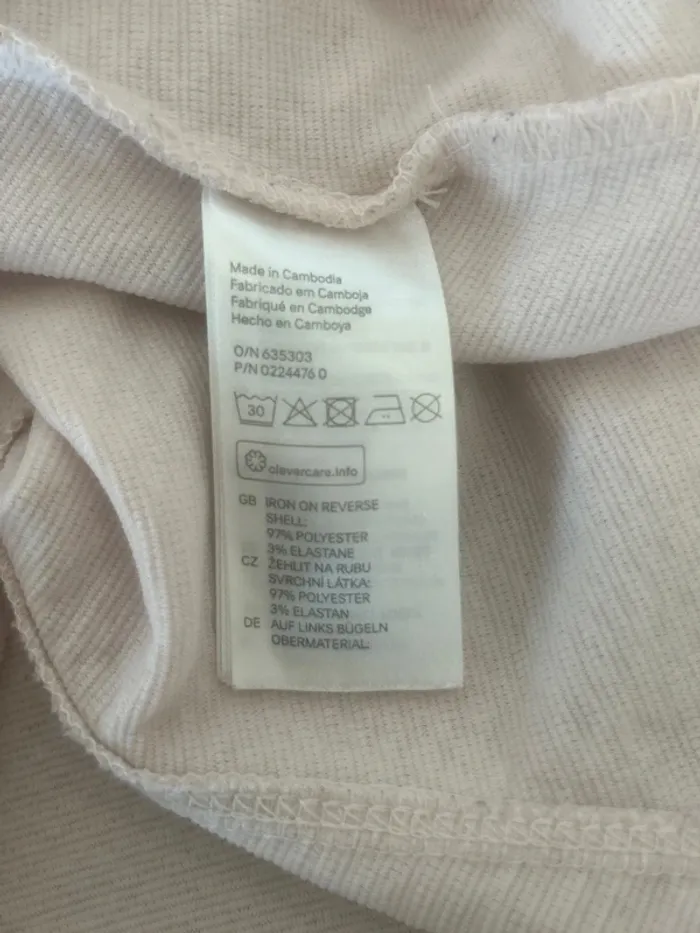 Made in Cambodia
Fabricado em Camboja
Fabriqué en Cambodge
Hecho en Camboya
O/N 635303
P/N 0224476 0
30
clevercare.info
GB IRON ON REVERSE
SHELL:
97% POLYESTER
3% ELASTANE
CZ ŽEHLIT NA RUBU
SVRCHNÍ LÁTKA:
97% POLYESTER
3% ELASTAN
DE AUF LINKS BÜGELN
OBERMATERIAL: